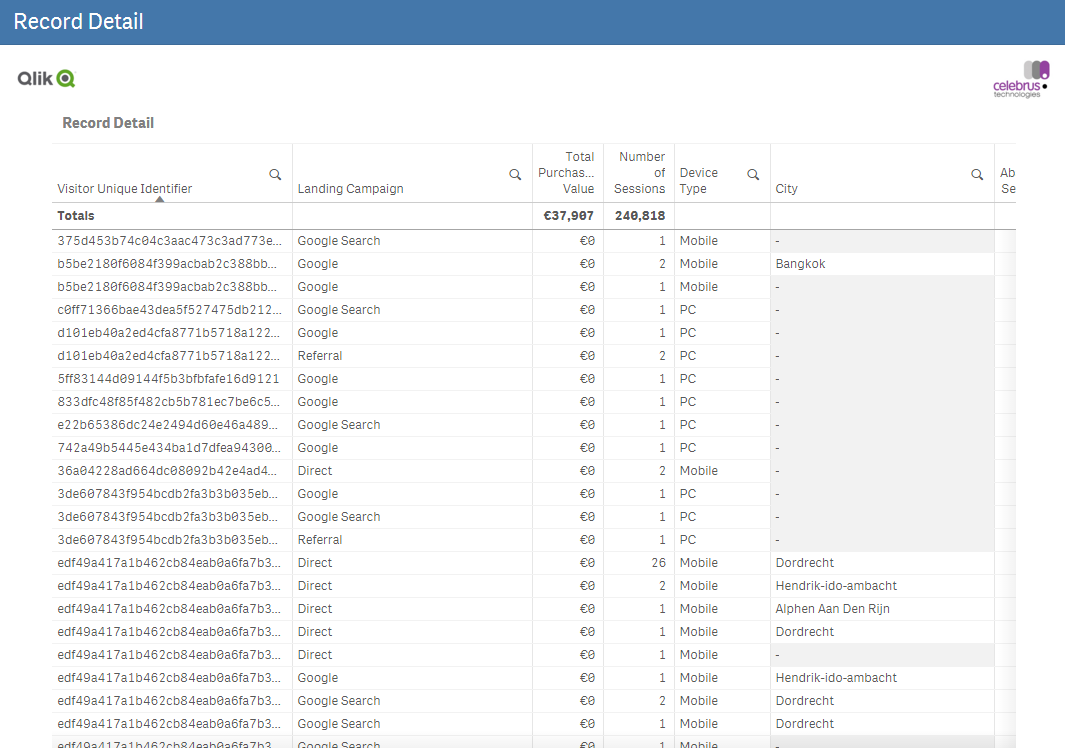 Record Detail
Qlik
celebrus
technologies
Record Detail
Visitor Unique Identifier Landing Campaign Total Purchas... Value Number of Sessions Device Type City Ab Se
Totals €37,907 240,818
375d453b74c04c3aac473c3ad773e... Google Search €0 1 Mobile -
b5be2180f6084f399acbab2c388bb... Google €0 2 Mobile Bangkok
b5be2180f6084f399acbab2c388bb... Google €0 1 Mobile -
c0ff71366bae43dea5f527475db212... Google Search €0 1 PC -
d101eb40a2ed4cfa8771b5718a122... Google €0 1 PC -
d101eb40a2ed4cfa8771b5718a122... Referral €0 2 PC -
5ff83144d09144f5b3bfbfafe16d9121 Google €0 1 PC -
833dfc48f85f482cb5b781ec7be6c5... Google €0 1 PC -
e22b65386dc24e2494d60e46a489... Google Search €0 1 PC -
742a49b5445e434ba1d7dfea94300... Google €0 1 PC -
36a04228ad664dc08092b42e4ad4... Direct €0 2 Mobile -
3de607843f954bcdb2fa3b3b035eb... Google €0 1 PC -
3de607843f954bcdb2fa3b3b035eb... Google Search €0 1 PC -
3de607843f954bcdb2fa3b3b035eb... Referral €0 1 PC -
edf49a417a1b462cb84eab0a6fa7b3... Direct €0 26 Mobile Dordrecht
edf49a417a1b462cb84eab0a6fa7b3... Direct €0 2 Mobile Hendrik-ido-ambacht
edf49a417a1b462cb84eab0a6fa7b3... Direct €0 1 Mobile Alphen Aan Den Rijn
edf49a417a1b462cb84eab0a6fa7b3... Direct €0 1 Mobile Dordrecht
edf49a417a1b462cb84eab0a6fa7b3... Direct €0 1 Mobile -
edf49a417a1b462cb84eab0a6fa7b3... Google €0 1 Mobile Hendrik-ido-ambacht
edf49a417a1b462cb84eab0a6fa7b3... Google Search €0 2 Mobile Dordrecht
edf49a417a1b462cb84eab0a6fa7b3... Google Search €0 1 Mobile Dordrecht
edf49a417a1b462cb84eab0a6fa7b3... Google Search €0 1 Mobile -